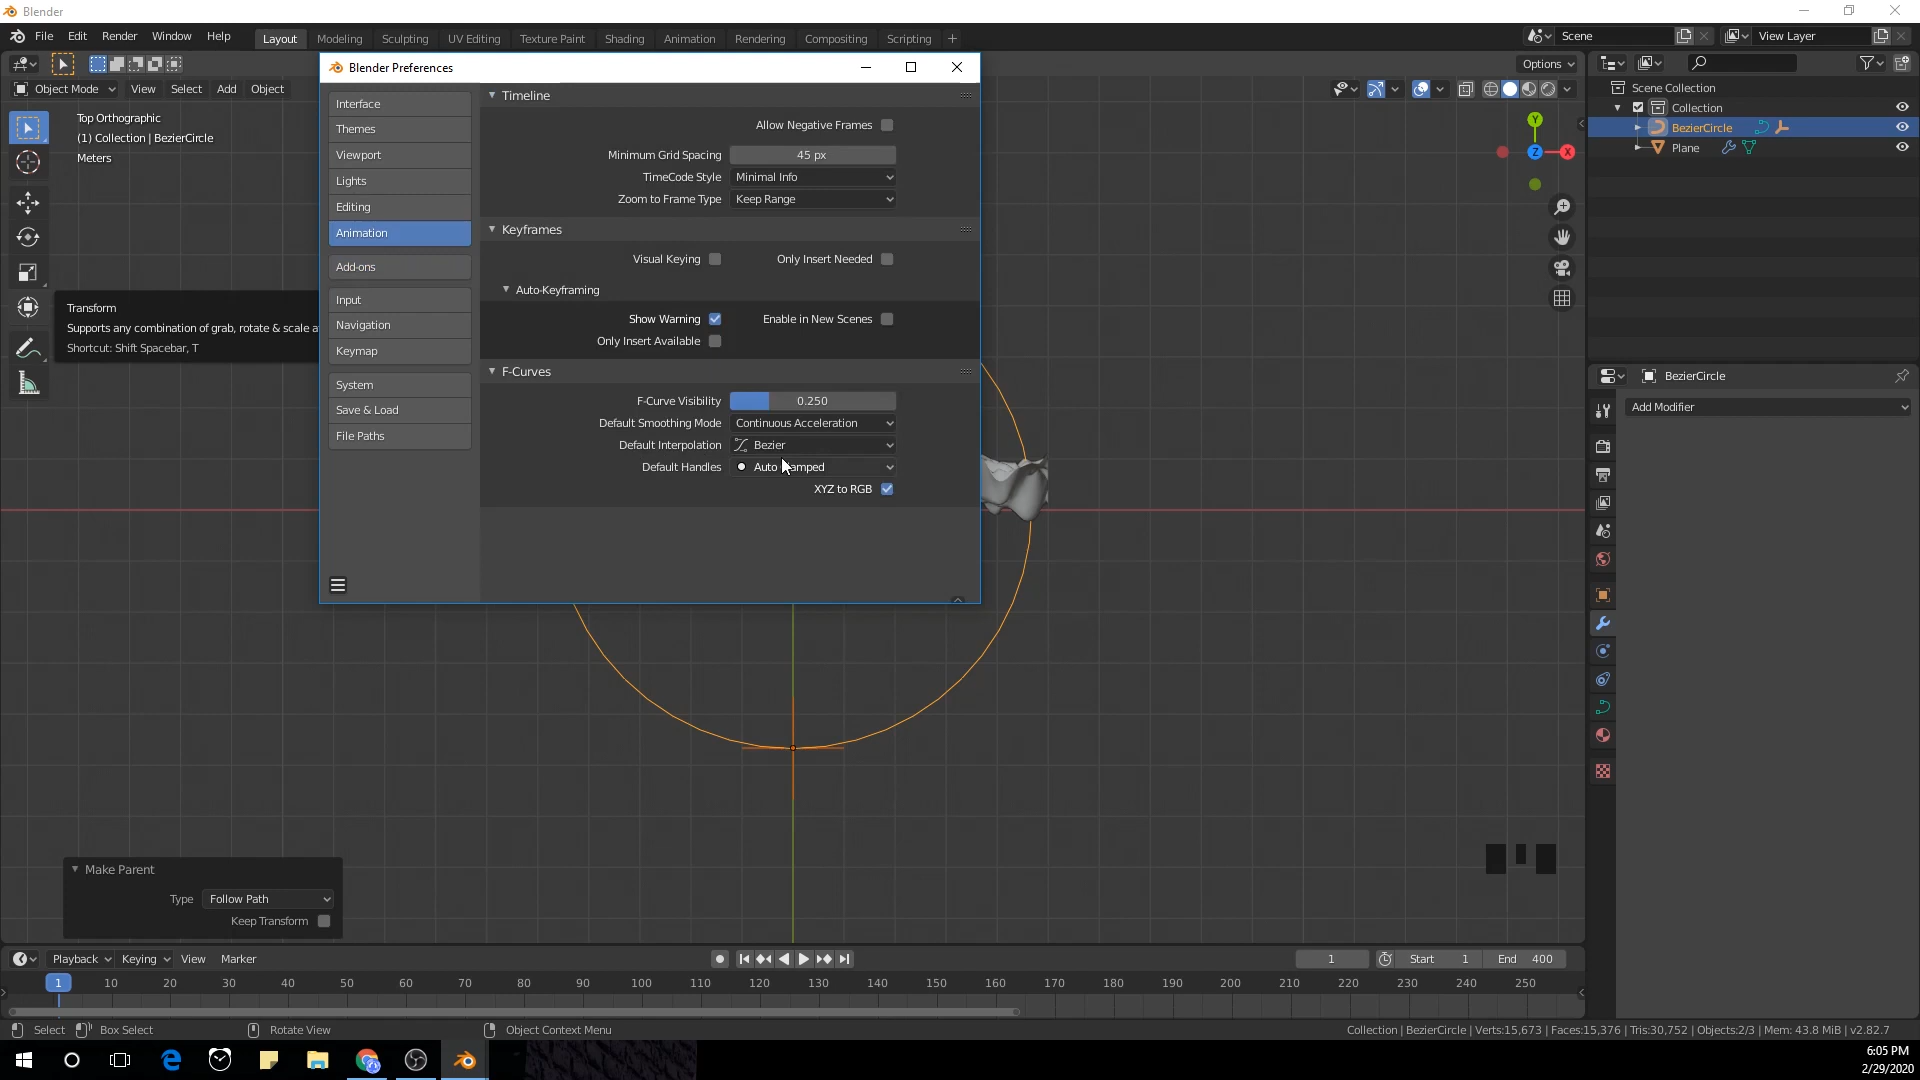 Blender
File Edit Render Window Help
Layout Modeling Sculpting UV Editing Texture Paint Shading Animation Rendering Compositing Scripting +
Scene View Layer
Options
Object Mode View Select Add Object
Top Orthographic
(1) Collection | BezierCircle
Meters
Transform
Supports any combination of grab, rotate & scale
Shortcut: Shift Spacebar, T
Blender Preferences
Interface
Themes
Viewport
Lights
Editing
Animation
Add-ons
Input
Navigation
Keymap
System
Save & Load
File Paths
Timeline
Allow Negative Frames
Minimum Grid Spacing 45 px
TimeCode Style Minimal Info
Zoom to Frame Type Keep Range
Keyframes
Visual Keying Only Insert Needed
Auto-Keyframing
Show Warning Enable in New Scenes
Only Insert Available
F-Curves
F-Curve Visibility 0.250
Default Smoothing Mode Continuous Acceleration
Default Interpolation Bezier
Default Handles Auto amped
XYZ to RGB
Y
Z X
Scene Collection
Collection
BezierCircle
Plane
BezierCircle
Add Modifier
Make Parent
Type Follow Path
Keep Transform
Playback Keying View Marker
1 Start 1 End 400
1 10 20 30 40 50 60 70 80 90 100 110 120 130 140 150 160 170 180 190 200 210 220 230 240 250
Select Box Select Rotate View Object Context Menu
Collection | BezierCircle | Verts:15,673 | Faces:15,376 | Tris:30,752 | Objects:2/3 | Mem: 43.8 MiB | v2.82.7
6:05 PM
2/29/2020